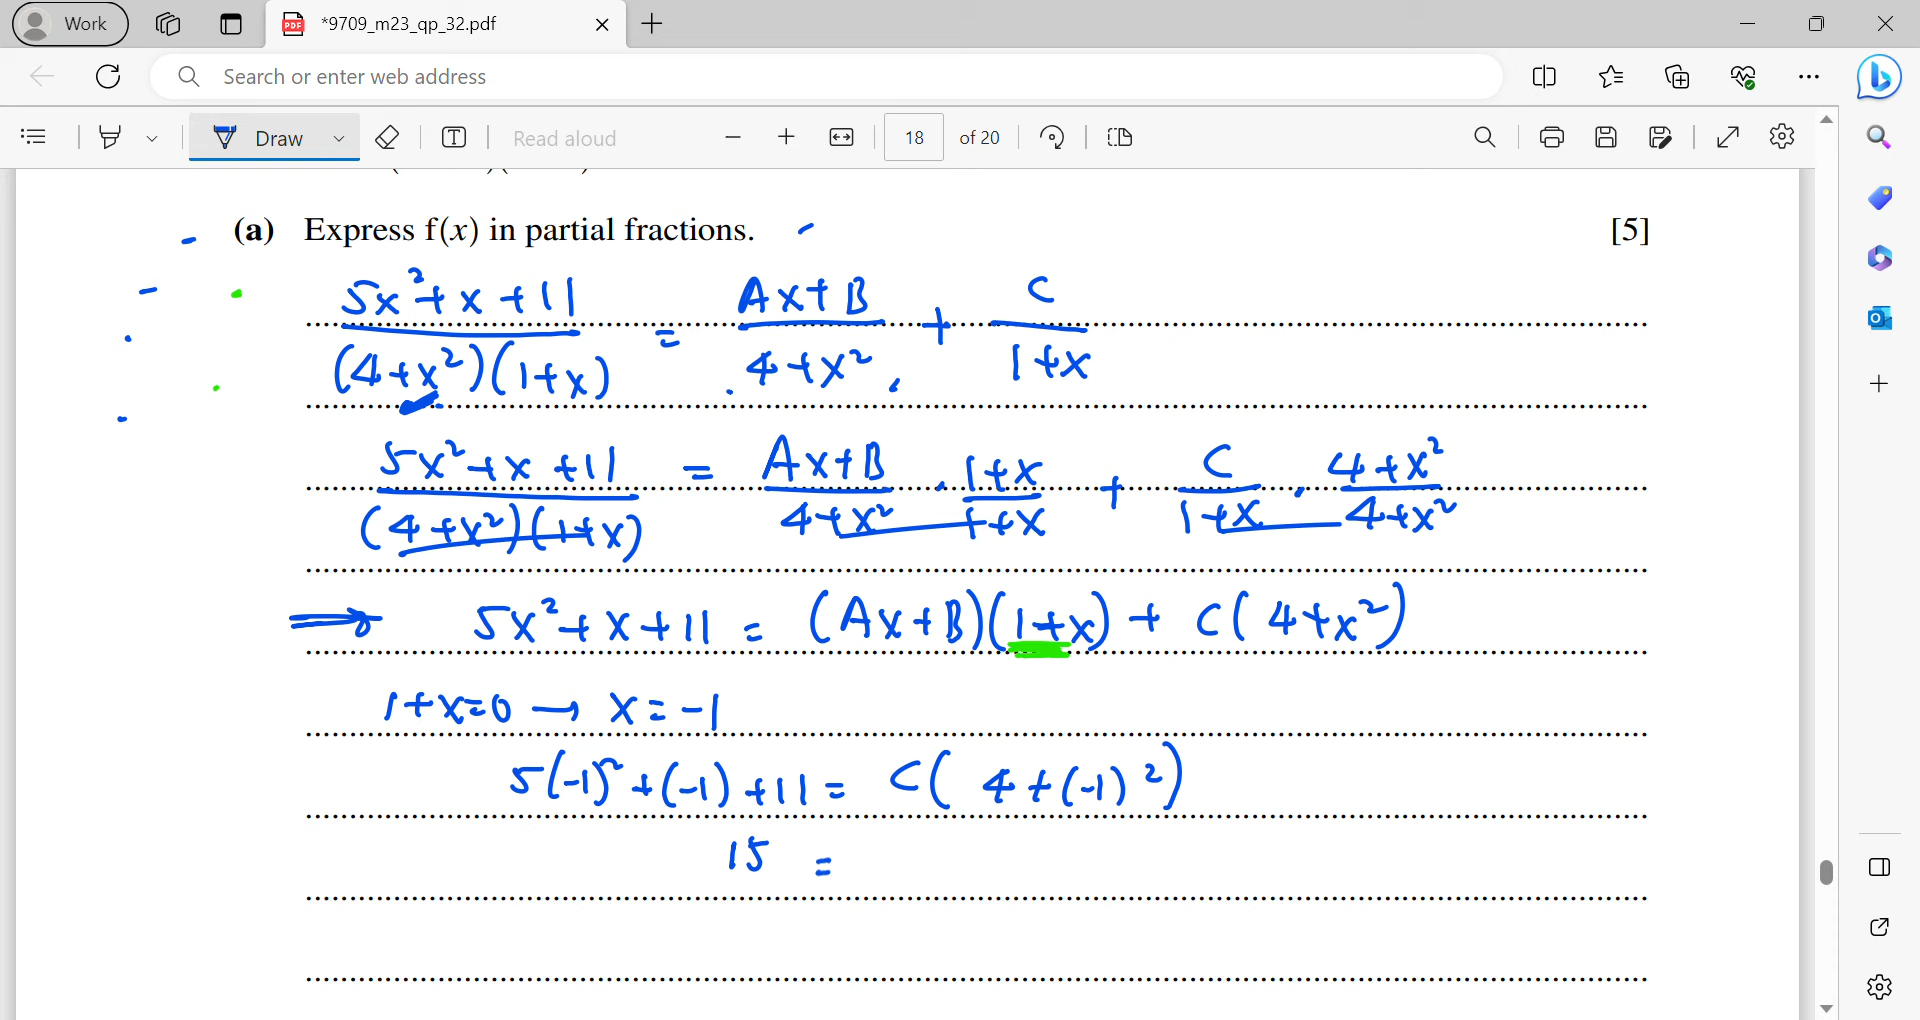 Work
*9709_m23_qp_32.pdf
Search or enter web address
Draw
Read aloud
18 of 20
(a) Express f(x) in partial fractions. [5]
5x²+x+11 / (4+x²)(1+x) = Ax+B / 4+x² + C / 1+x
5x²+x+11 / (4+x²)(1+x) = Ax+B / 4+x² · 1+x / 1+x + C / 1+x · 4+x² / 4+x²
⟹ 5x²+x+11 = (Ax+B)(1+x) + C(4+x²)
1+x=0 → x=-1
5(-1)²+(-1)+11 = C(4+(-1)²)
15 =